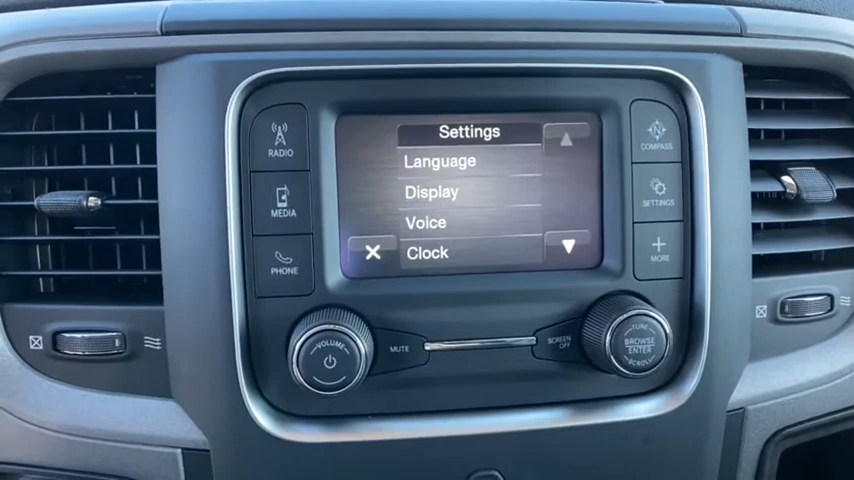 Settings
Language
Display
Voice
Clock
RADIO
MEDIA
PHONE
COMPASS
SETTINGS
MORE
VOLUME
MUTE
SCREEN
OFF
TUNE
BROWSE
ENTER
SCROLL